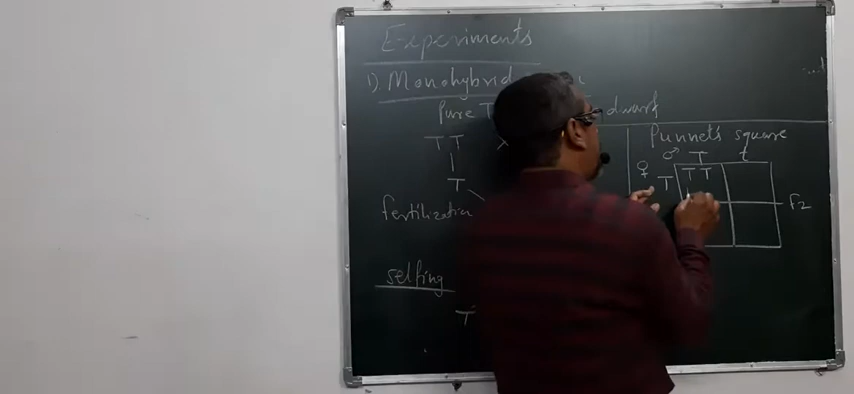 Experiments
1). Monohybrid
Pure T dwarf
TT x
T
fertilization
selfing
T
Punnet's square
♂ T t
♀ T TT
F2